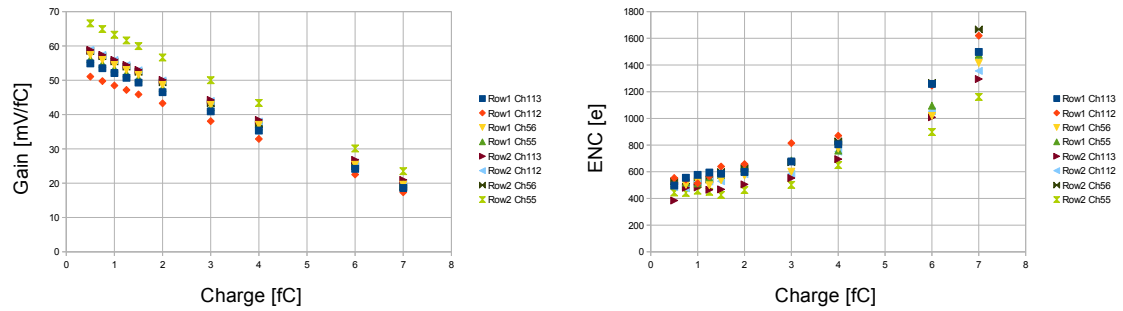 Gain [mV/fC]
70
60
50
40
30
20
10
0
0 1 2 3 4 5 6 7 8
Charge [fC]
Row1 Ch113
Row1 Ch112
Row1 Ch56
Row1 Ch55
Row2 Ch113
Row2 Ch112
Row2 Ch56
Row2 Ch55
ENC [e]
1800
1600
1400
1200
1000
800
600
400
200
0
0 1 2 3 4 5 6 7 8
Charge [fC]
Row1 Ch113
Row1 Ch112
Row1 Ch56
Row1 Ch55
Row2 Ch113
Row2 Ch112
Row2 Ch56
Row2 Ch55